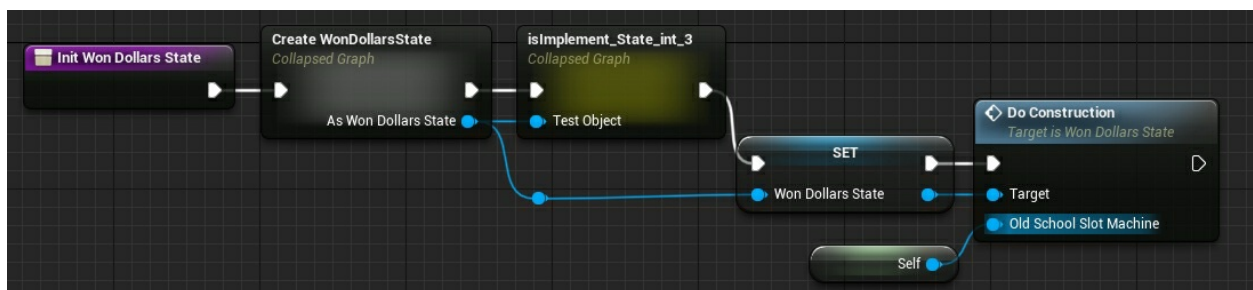 Init Won Dollars State
Create WonDollarsState
Collapsed Graph
As Won Dollars State
isImplement_State_int_3
Collapsed Graph
Test Object
SET
Won Dollars State
Do Construction
Target is Won Dollars State
Target
Old School Slot Machine
Self